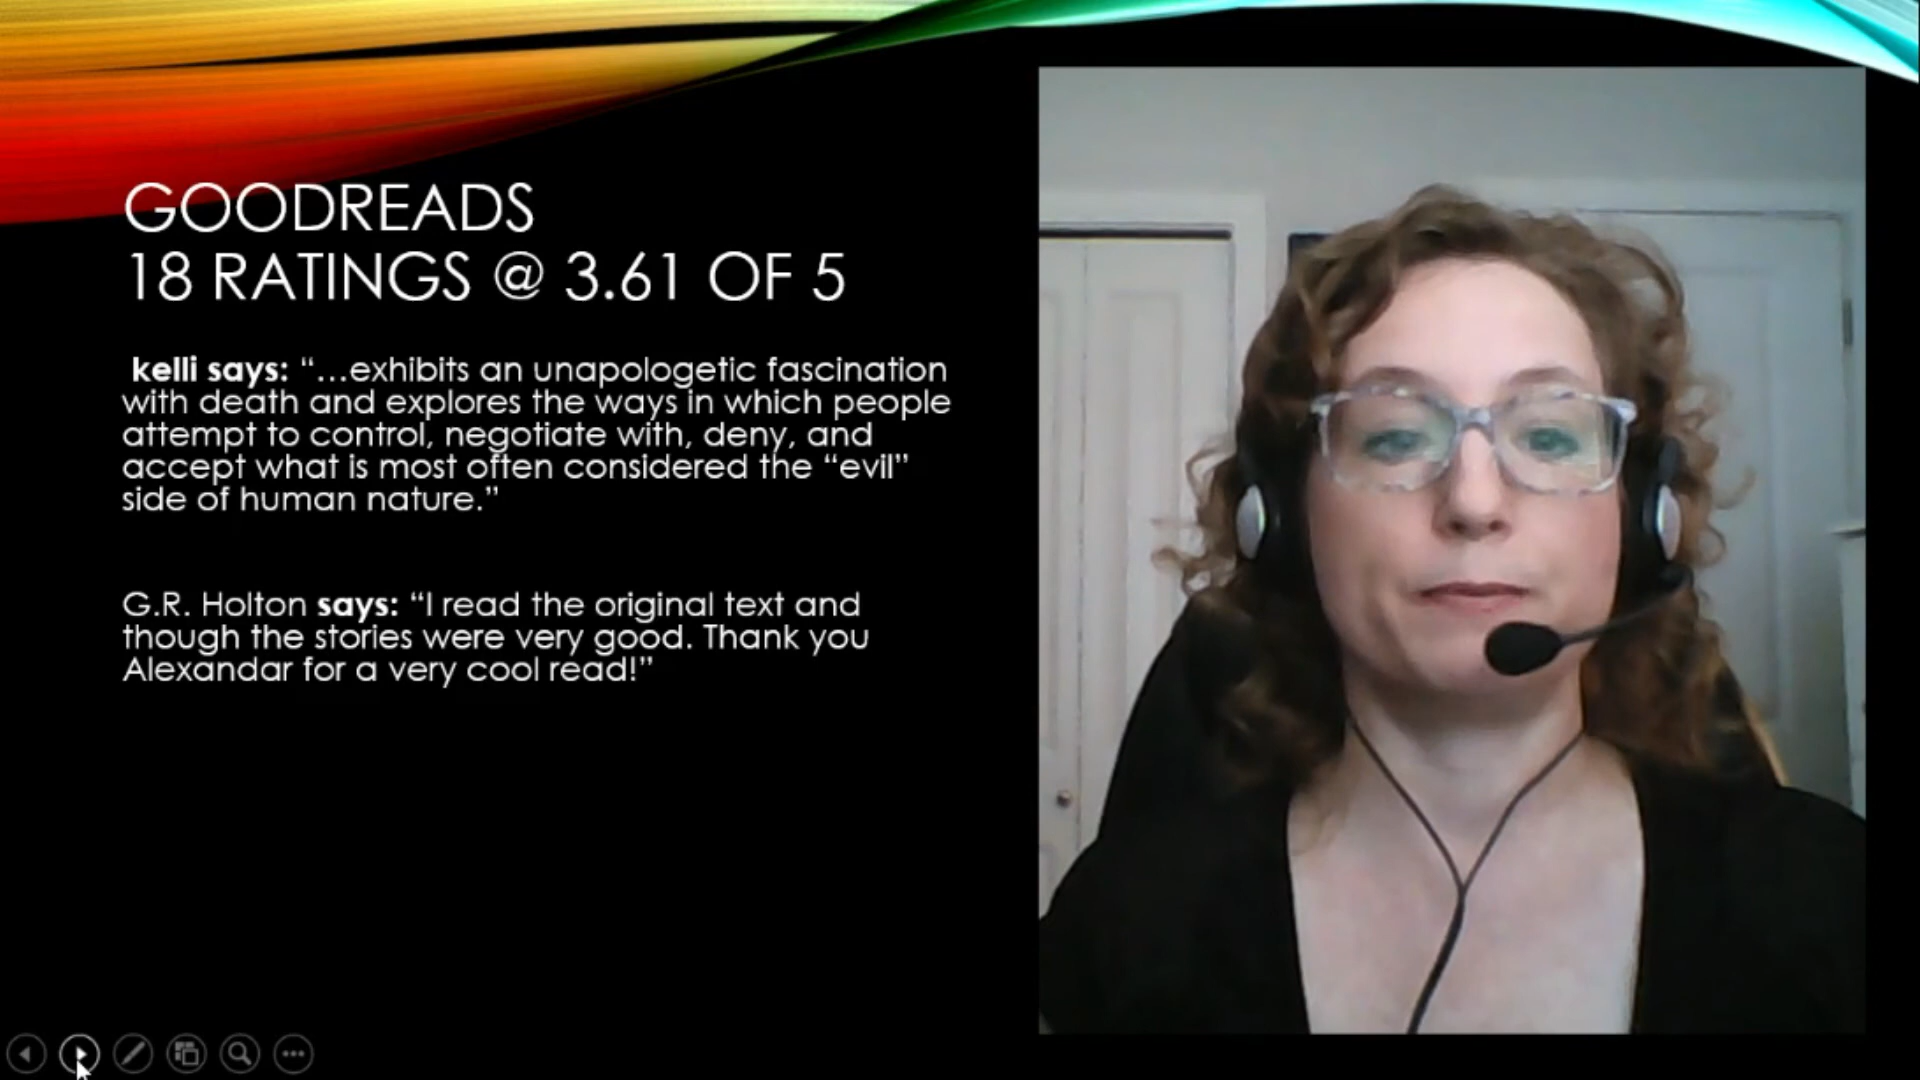 GOODREADS
18 RATINGS @ 3.61 OF 5
kelli says: “…exhibits an unapologetic fascination
with death and explores the ways in which people
attempt to control, negotiate with, deny, and
accept what is most often considered the “evil”
side of human nature.”
G.R. Holton says: “I read the original text and
though the stories were very good. Thank you
Alexandar for a very cool read!”